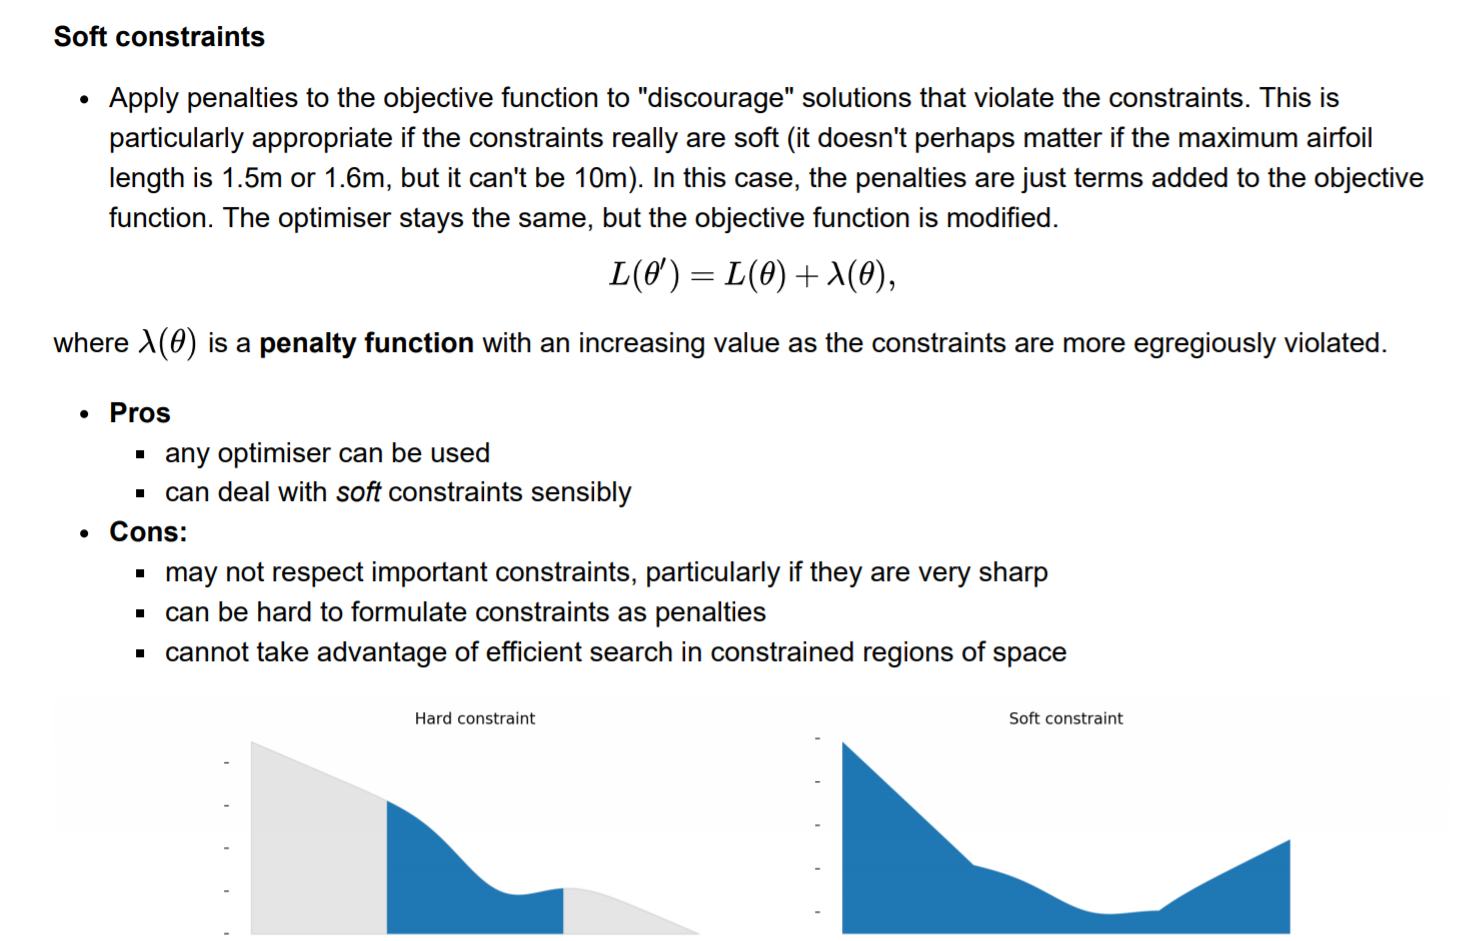 Soft constraints
• Apply penalties to the objective function to "discourage" solutions that violate the constraints. This is
particularly appropriate if the constraints really are soft (it doesn't perhaps matter if the maximum airfoil
length is 1.5m or 1.6m, but it can't be 10m). In this case, the penalties are just terms added to the objective
function. The optimiser stays the same, but the objective function is modified.
L(θ′) = L(θ) + λ(θ),
where λ(θ) is a penalty function with an increasing value as the constraints are more egregiously violated.
• Pros
▪ any optimiser can be used
▪ can deal with soft constraints sensibly
• Cons:
▪ may not respect important constraints, particularly if they are very sharp
▪ can be hard to formulate constraints as penalties
▪ cannot take advantage of efficient search in constrained regions of space
Hard constraint
Soft constraint